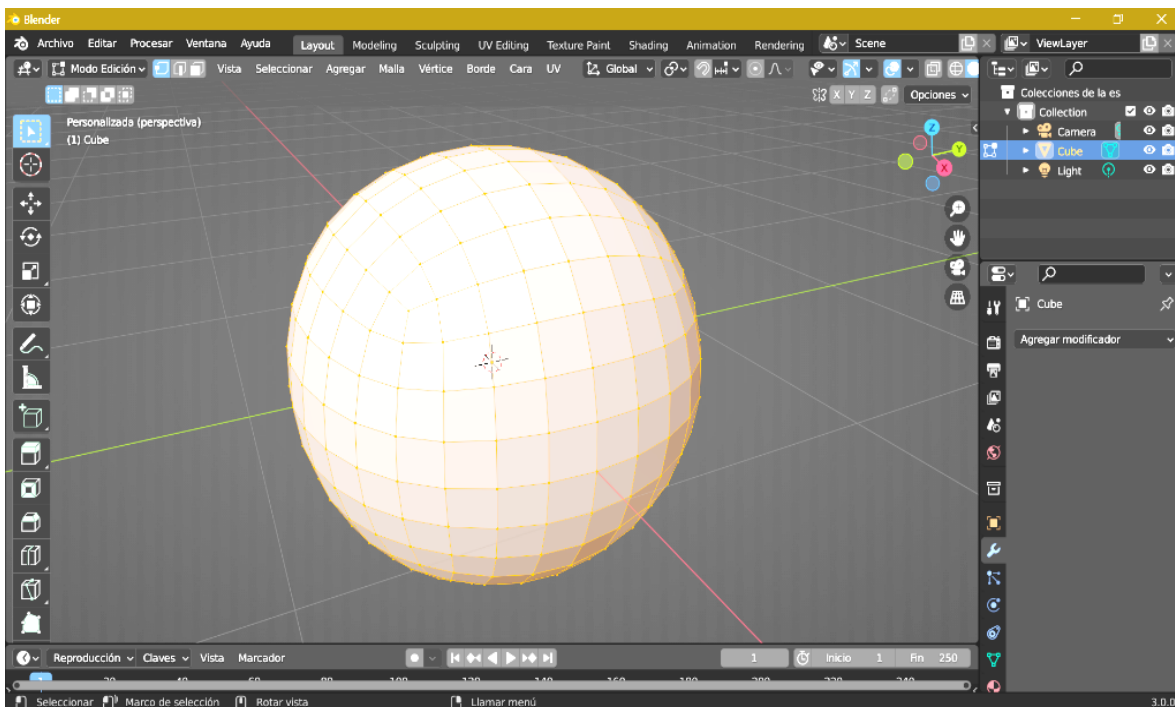 Blender
Archivo Editar Procesar Ventana Ayuda Layout Modeling Sculpting UV Editing Texture Paint Shading Animation Rendering Scene ViewLayer
Modo Edición Vista Seleccionar Agregar Malla Vértice Borde Cara UV Global
X Y Z Opciones
Personalizada (perspectiva)
(1) Cube
Z
Y
X
Colecciones de la es
Collection
Camera
Cube
Light
Cube
Agregar modificador
Reproducción Claves Vista Marcador 1 Inicio 1 Fin 250
Seleccionar Marco de selección Rotar vista Llamar menú 3.0.0